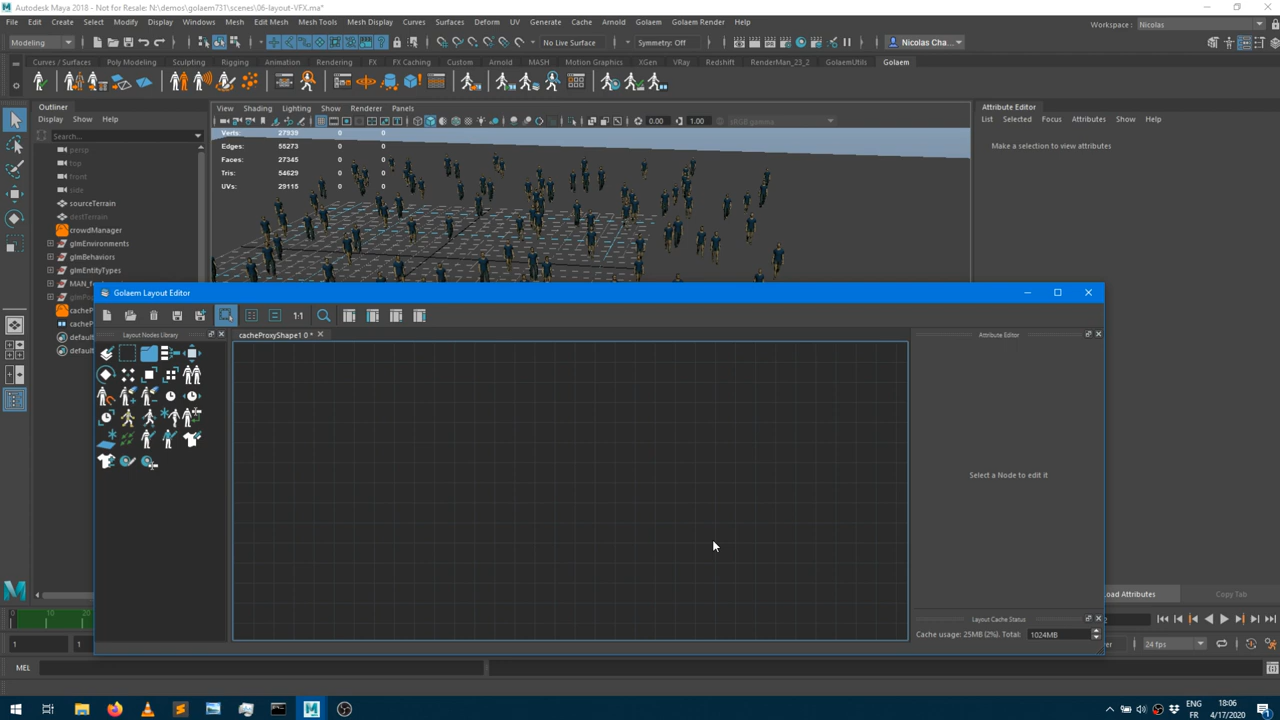 Autodesk Maya 2018 - Not for Resale: N:\demos\golaem731\scenes\06-layout-VFX.ma*
File Edit Create Select Modify Display Windows Mesh Edit Mesh Mesh Tools Mesh Display Curves Surfaces Deform UV Generate Cache Arnold Golaem Golaem Render Help
Workspace : Nicolas
Modeling
No Live Surface
Symmetry: Off
Nicolas Cha...
Curves / Surfaces Poly Modeling Sculpting Rigging Animation Rendering FX FX Caching Custom Arnold MASH Motion Graphics XGen VRay Redshift RenderMan_23_2 GolaemUtils Golaem
Outliner
Display Show Help
Search...
persp
top
front
side
sourceTerrain
destTerrain
crowdManager
glmEnvironments
glmBehaviors
glmEntityTypes
View Shading Lighting Show Renderer Panels
0.00
1.00
sRGB gamma
Verts: 27939 0 0
Edges: 55273 0 0
Faces: 27345 0 0
Tris: 54629 0 0
UVs: 29115 0 0
Attribute Editor
List Selected Focus Attributes Show Help
Make a selection to view attributes
Golaem Layout Editor
1:1
Layout Nodes Library
cacheProxyShape1 0 *
Attribute Editor
Select a Node to edit it
Layout Cache Status
Cache usage: 25MB (2%). Total: 1024MB
Load Attributes
Copy Tab
0 10 20
1
1
24 fps
MEL
ENG
FR
18:06
4/17/2020
1